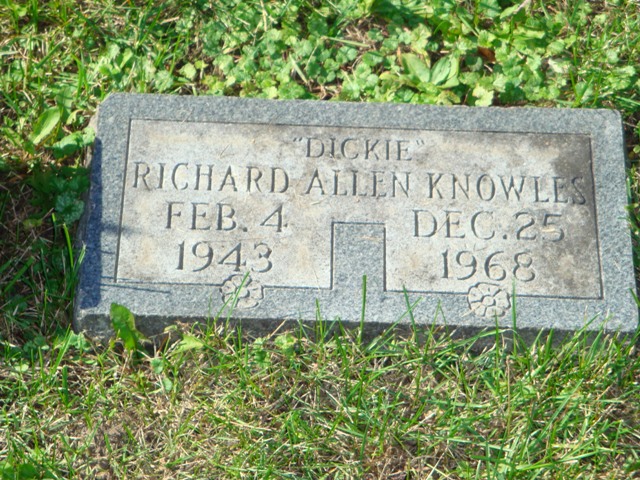 "DICKIE"
RICHARD ALLEN KNOWLES
FEB. 4 DEC. 25
1943 1968